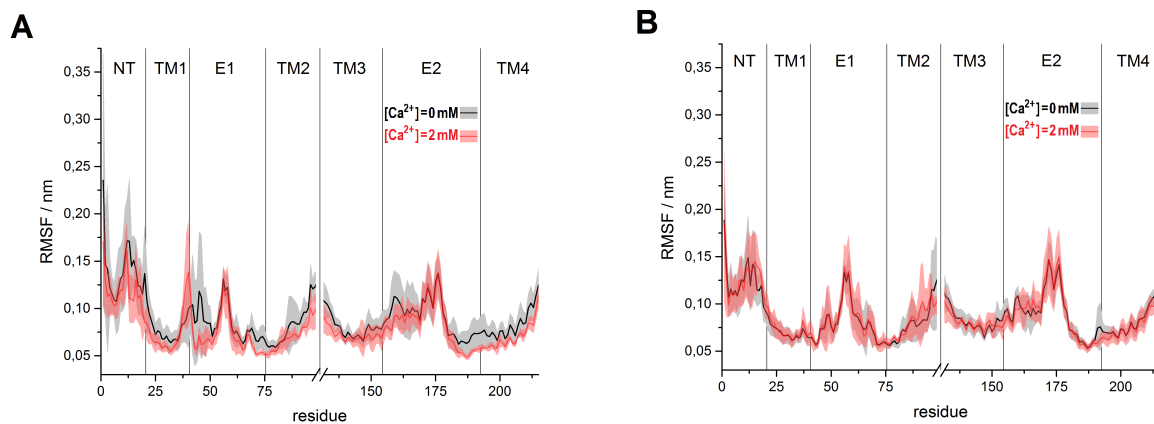 A
NT TM1 E1 TM2 TM3 E2 TM4
[Ca2+]=0 mM
[Ca2+]=2 mM
0,35
0,30
0,25
0,20
0,15
0,10
0,05
RMSF / nm
0 25 50 75 150 175 200
residue
B
NT TM1 E1 TM2 TM3 E2 TM4
[Ca2+]=0 mM
[Ca2+]=2 mM
0,35
0,30
0,25
0,20
0,15
0,10
0,05
RMSF / nm
0 25 50 75 150 175 200
residue